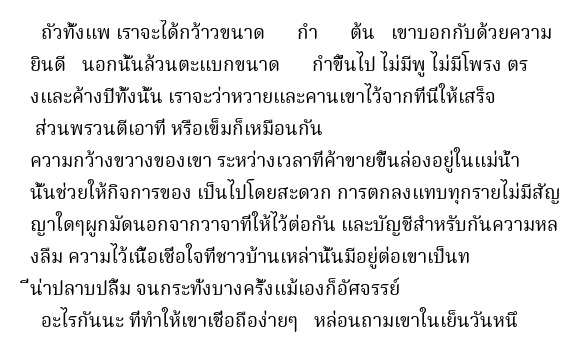 ถัวทั้งแพ เราจะได้กว้าวขนาด กำ ต้น เขาบอกกับด้วยความ
ยินดี นอกนั้นล้วนตะแบกขนาด กำขึ้นไป ไม่มีพู ไม่มีโพรง ตร
งและค้างปีทั้งนั้น เราจะว่าหวายและคานเขาไว้จากที่นี่ให้เสร็จ
ส่วนพรวนตีเอาที่ หรือเข็มก็เหมือนกัน
ความกว้างขวางของเขา ระหว่างเวลาที่ค้าขายขึ้นล่องอยู่ในแม่น้ำ
นั้นช่วยให้กิจการของ เป็นไปโดยสะดวก การตกลงแทบทุกรายไม่มีสัญ
ญาใดๆผูกมัดนอกจากวาจาที่ให้ไว้ต่อกัน และบัญชีสำหรับกันความหล
งลืม ความไว้เนื้อเชื่อใจที่ชาวบ้านเหล่านั้นมีอยู่ต่อเขาเป็นท
ี่น่าปลาบปลื้ม จนกระทั่งบางครั้งแม้เองก็อัศจรรย์
อะไรกันนะ ที่ทำให้เขาเชื่อถือง่ายๆ หล่อนถามเขาในเย็นวันหนึ่